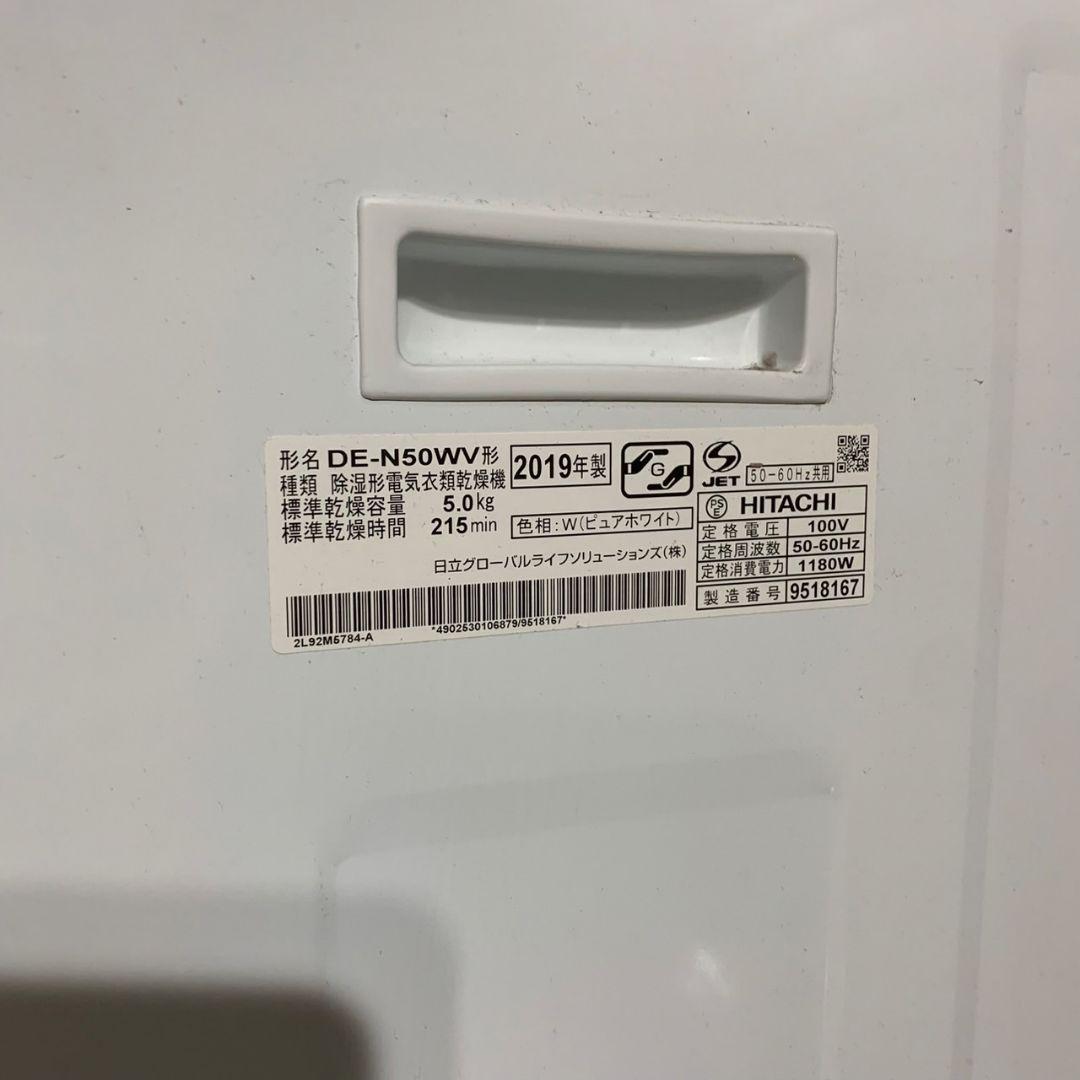 形名 DE-N50WV形
種類 除湿形電気衣類乾燥機
標準乾燥容量 5.0kg
標準乾燥時間 215min
2019年製
色相:W(ピュアホワイト)
日立グローバルライフソリューションズ(株)
2L92M5784-A
*4902530106879/9518167*
G
JET
50-60Hz共用
PS
E
HITACHI
定格電圧 100V
定格周波数 50-60Hz
定格消費電力 1180W
製造番号 9518167